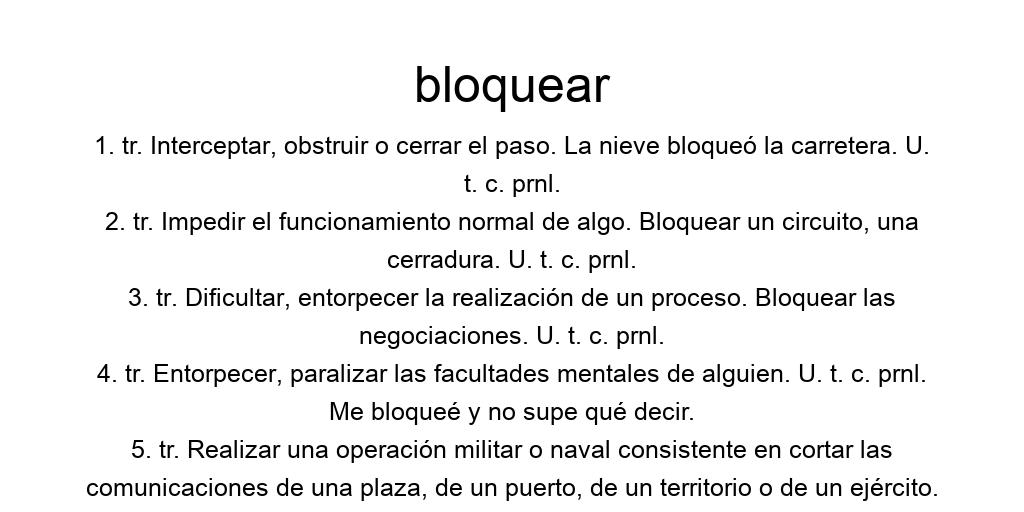 bloquear
1. tr. Interceptar, obstruir o cerrar el paso. La nieve bloqueó la carretera. U.
t. c. prnl.
2. tr. Impedir el funcionamiento normal de algo. Bloquear un circuito, una
cerradura. U. t. c. prnl.
3. tr. Dificultar, entorpecer la realización de un proceso. Bloquear las
negociaciones. U. t. c. prnl.
4. tr. Entorpecer, paralizar las facultades mentales de alguien. U. t. c. prnl.
Me bloqueé y no supe qué decir.
5. tr. Realizar una operación militar o naval consistente en cortar las
comunicaciones de una plaza, de un puerto, de un territorio o de un ejército.